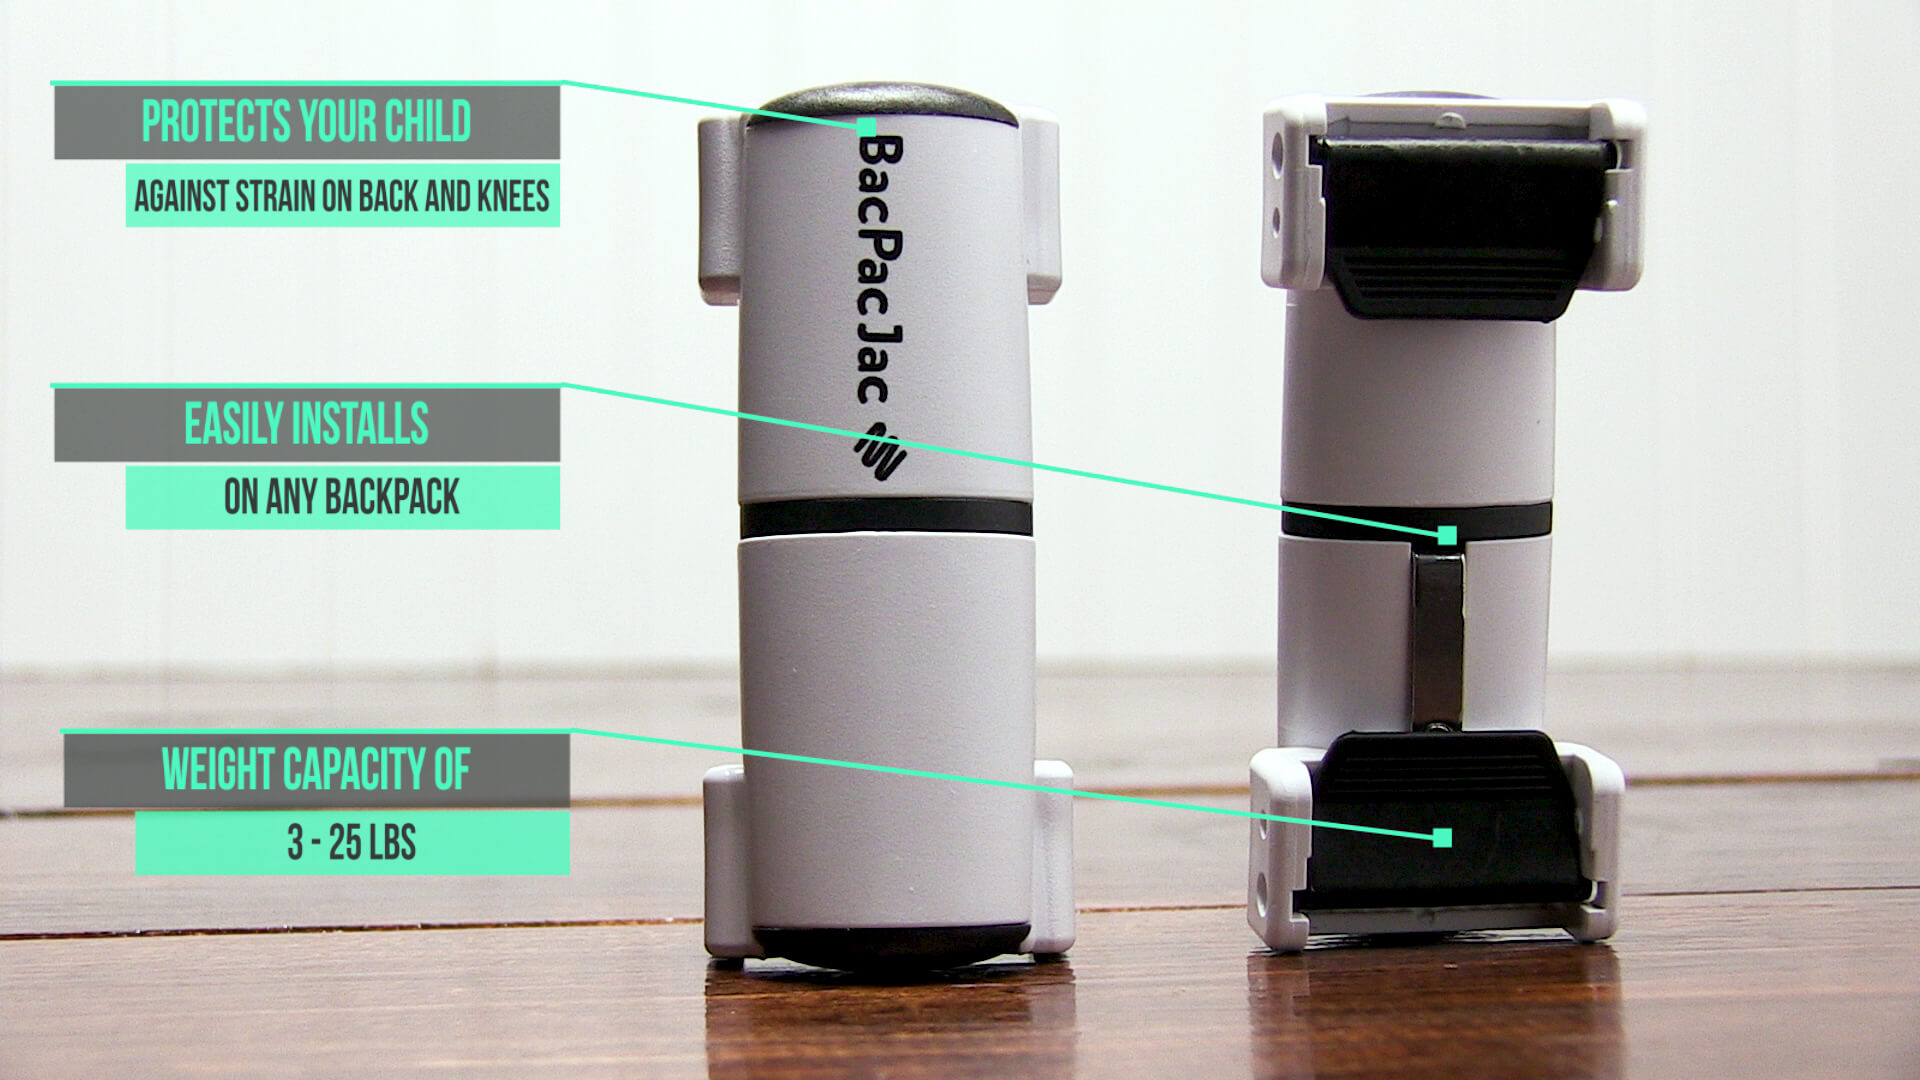 PROTECTS YOUR CHILD
AGAINST STRAIN ON BACK AND KNEES
EASILY INSTALLS
ON ANY BACKPACK
WEIGHT CAPACITY OF
3 - 25 LBS
BacPacJac